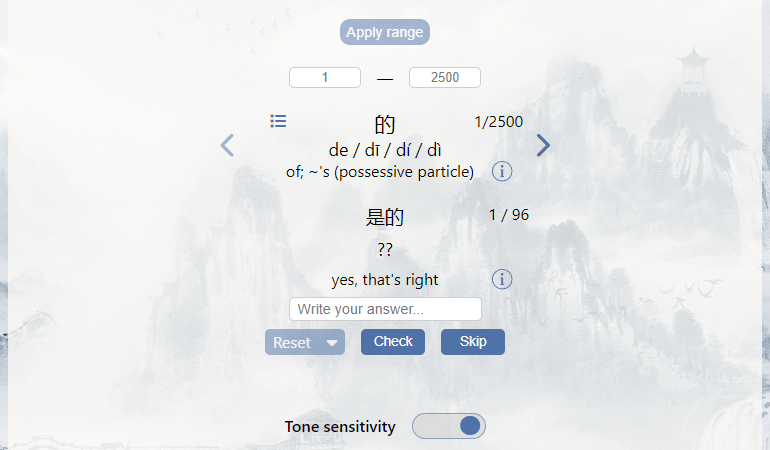 Apply range
1 — 2500
的 1/2500
de / dī / dí / dì
of; ~'s (possessive particle)
是的 1 / 96
??
yes, that's right
Write your answer...
Reset Check Skip
Tone sensitivity